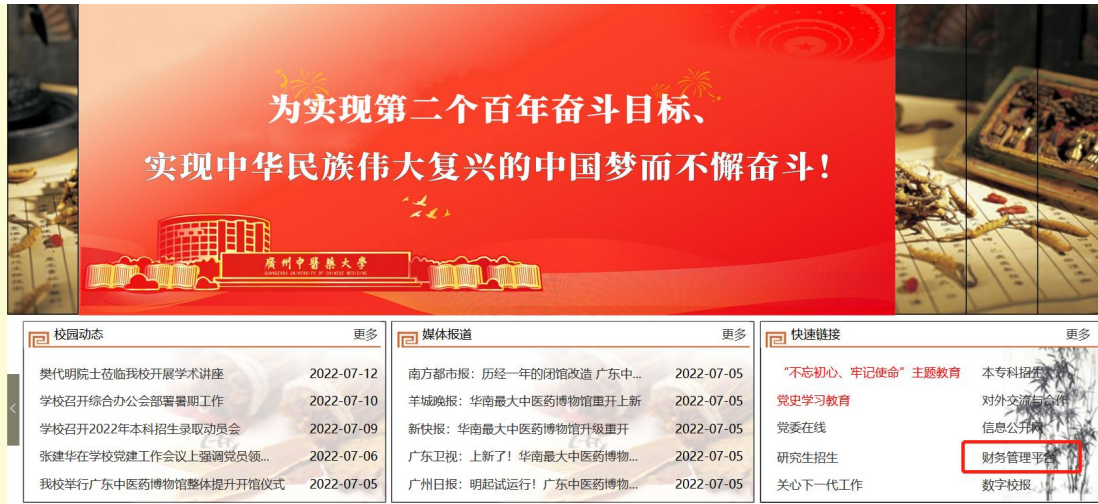 为实现第二个百年奋斗目标、
实现中华民族伟大复兴的中国梦而不懈奋斗！
廣州中醫藥大學
GUANGZHOU UNIVERSITY OF CHINESE MEDICINE
校园动态 更多
樊代明院士莅临我校开展学术讲座 2022-07-12
学校召开综合办公会部署暑期工作 2022-07-10
学校召开2022年本科招生录取动员会 2022-07-09
张建华在学校党建工作会议上强调党员领... 2022-07-06
我校举行广东中医药博物馆整体提升开馆仪式 2022-07-05
媒体报道 更多
南方都市报：历经一年的闭馆改造 广东中... 2022-07-05
羊城晚报：华南最大中医药博物馆重开上新 2022-07-05
新快报：华南最大中医药博物馆升级重开 2022-07-05
广东卫视：上新了！华南最大中医药博物... 2022-07-05
广州日报：明起试运行！广东中医药博物... 2022-07-05
快速链接 更多
“不忘初心、牢记使命”主题教育 本专科招生
党史学习教育 对外交流与合作
党委在线 信息公开网
研究生招生 财务管理平台
关心下一代工作 数字校报